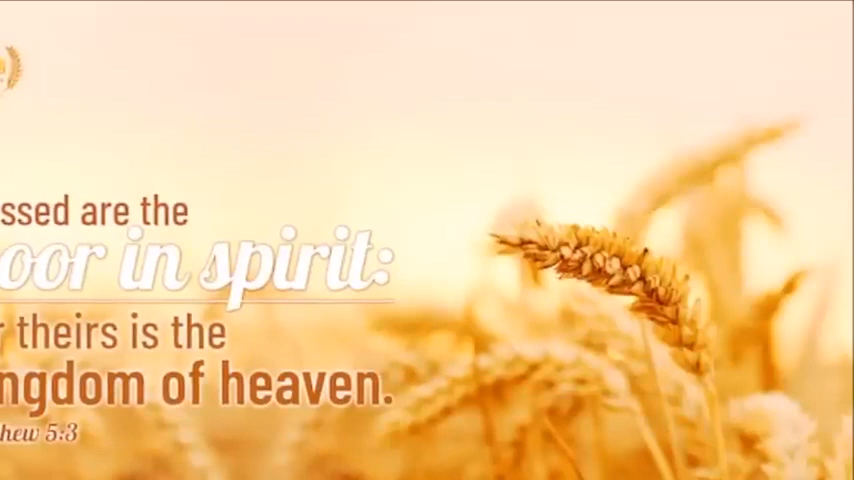 ssed are the
oor in spirit:
r theirs is the
ngdom of heaven.
hew 5:3